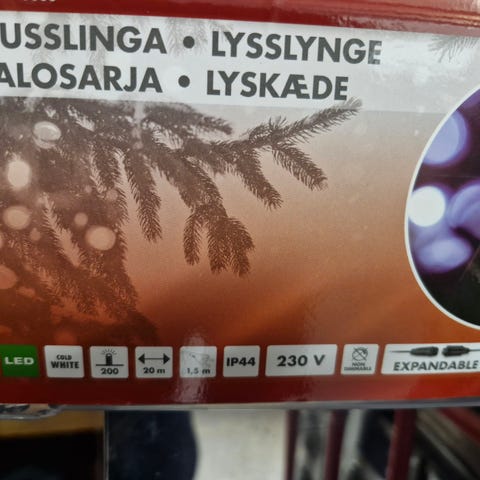 USSLINGA • LYSSLYNGE
ALOSARJA • LYSKÆDE
LED
COLD WHITE
200
20 m
1,5 m
IP44
230 V
NON DIMMABLE
EXPANDABLE